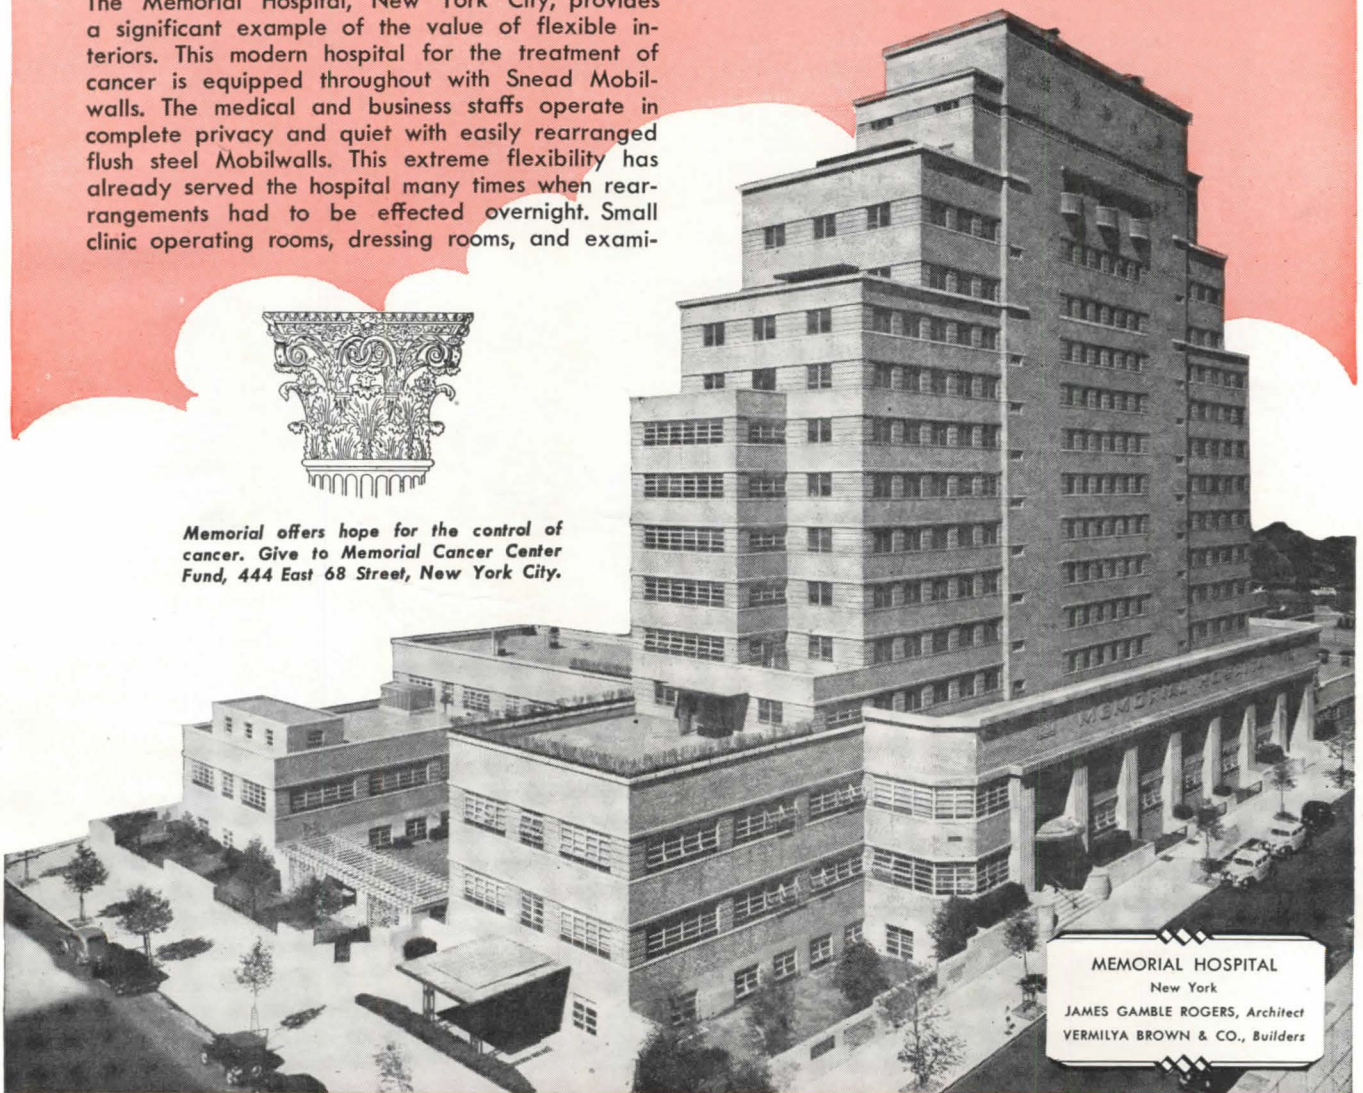 The Memorial Hospital, New York City, provides
a significant example of the value of flexible in-
teriors. This modern hospital for the treatment of
cancer is equipped throughout with Snead Mobil-
walls. The medical and business staffs operate in
complete privacy and quiet with easily rearranged
flush steel Mobilwalls. This extreme flexibility has
already served the hospital many times when rear-
rangements had to be effected overnight. Small
clinic operating rooms, dressing rooms, and exami-
Memorial offers hope for the control of
cancer. Give to Memorial Cancer Center
Fund, 444 East 68 Street, New York City.
MEMORIAL HOSPITAL
MEMORIAL HOSPITAL
New York
JAMES GAMBLE ROGERS, Architect
VERMILYA BROWN & CO., Builders